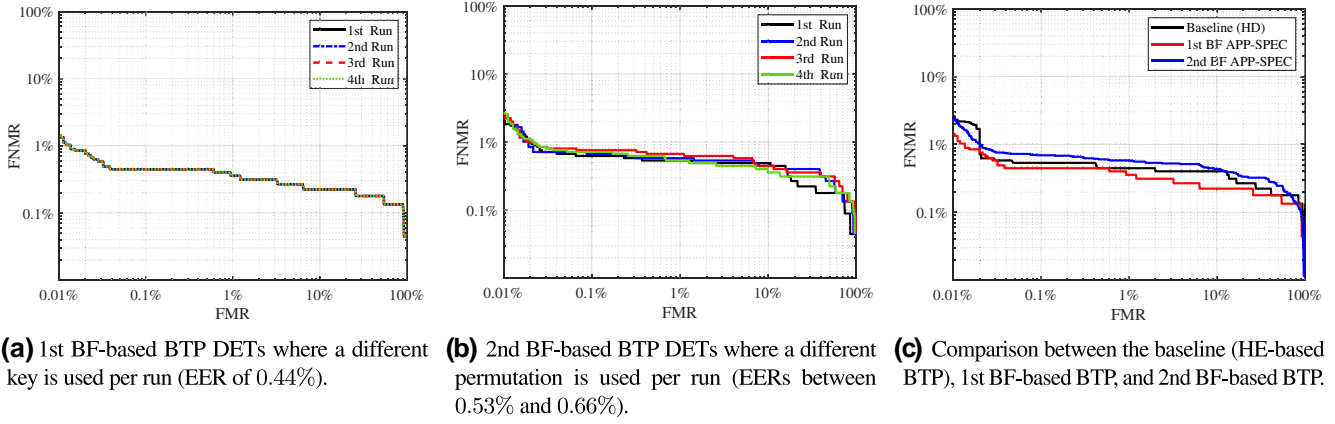 100%
10%
1%
0.1%
FNMR
1st Run
2nd Run
3rd Run
4th Run
0.01%
0.1%
1%
10%
100%
FMR
(a) 1st BF-based BTP DETs where a different
key is used per run (EER of 0.44%).
100%
10%
1%
0.1%
FNMR
1st Run
2nd Run
3rd Run
4th Run
0.01%
0.1%
1%
10%
100%
FMR
(b) 2nd BF-based BTP DETs where a different
permutation is used per run (EERs between
0.53% and 0.66%).
100%
10%
1%
0.1%
FNMR
Baseline (HD)
1st BF APP-SPEC
2nd BF APP-SPEC
0.01%
0.1%
1%
10%
100%
FMR
(c) Comparison between the baseline (HE-based
BTP), 1st BF-based BTP, and 2nd BF-based BTP.